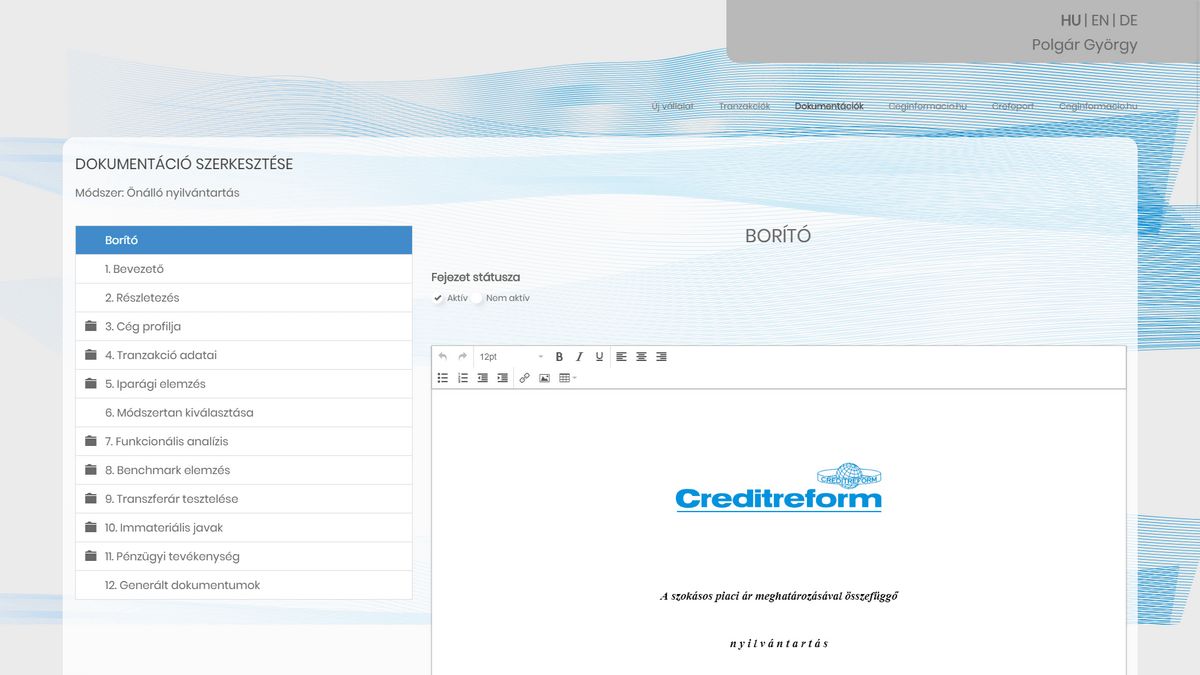 HU | EN | DE
Polgár György
Új vállalat Tranzakciók Dokumentációk Ceginformacio.hu Crefoport Ceginformacio.hu
DOKUMENTÁCIÓ SZERKESZTÉSE
Módszer: Önálló nyilvántartás
Borító
1. Bevezető
2. Részletezés
3. Cég profilja
4. Tranzakció adatai
5. Iparági elemzés
6. Módszertan kiválasztása
7. Funkcionális analízis
8. Benchmark elemzés
9. Transzferár tesztelése
10. Immateriális javak
11. Pénzügyi tevékenység
12. Generált dokumentumok
BORÍTÓ
Fejezet státusza
Aktív Nem aktív
12pt B I U
CREDITREFORM
Creditreform
A szokásos piaci ár meghatározásával összefüggő
nyilvántartás